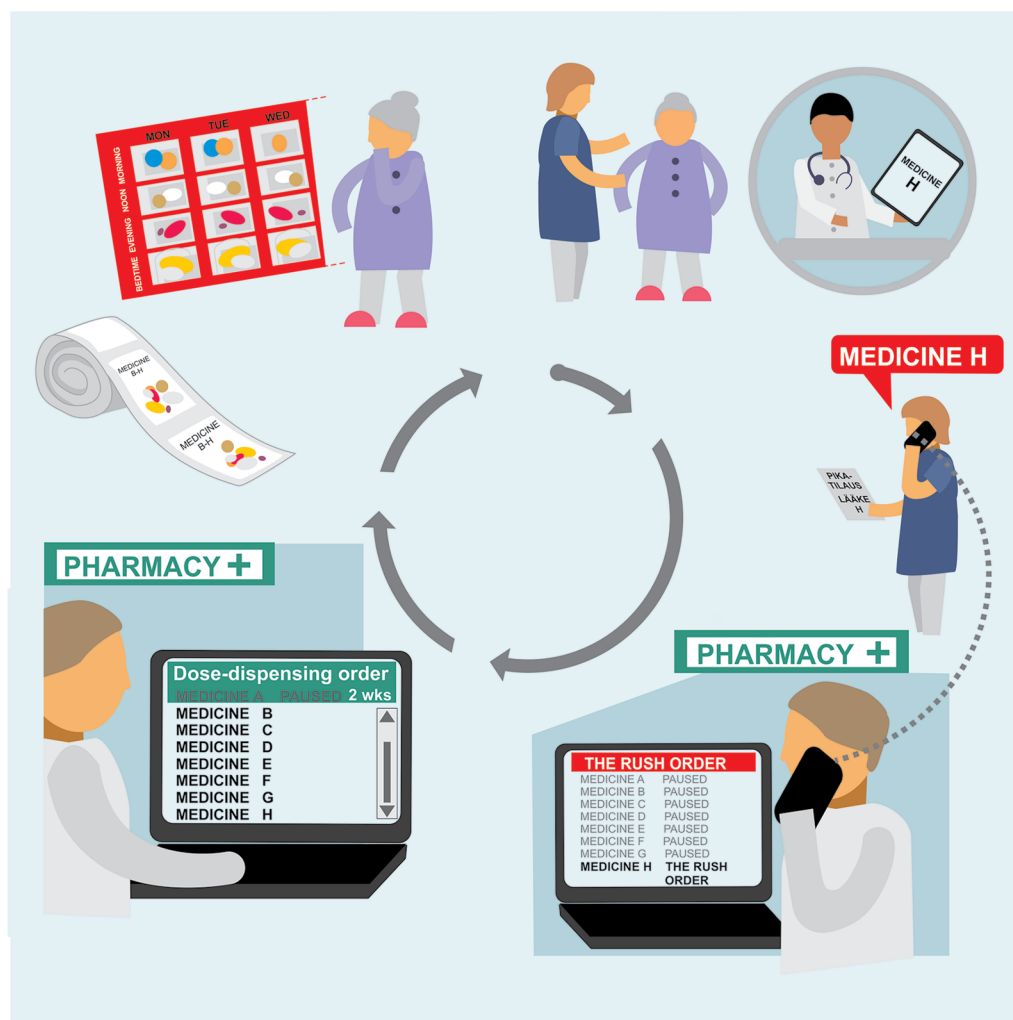 MON TUE WED
MORNING
NOON
EVENING
BEDTIME
MEDICINE
H
MEDICINE H
MEDICINE
B-H
MEDICINE
B-H
PIKA-
TILAUS
LÄÄKE
H
PHARMACY +
Dose-dispensing order
MEDICINE A PAUSED 2 wks
MEDICINE B
MEDICINE C
MEDICINE D
MEDICINE E
MEDICINE F
MEDICINE G
MEDICINE H
PHARMACY +
THE RUSH ORDER
MEDICINE A PAUSED
MEDICINE B PAUSED
MEDICINE C PAUSED
MEDICINE D PAUSED
MEDICINE E PAUSED
MEDICINE F PAUSED
MEDICINE G PAUSED
MEDICINE H THE RUSH
ORDER